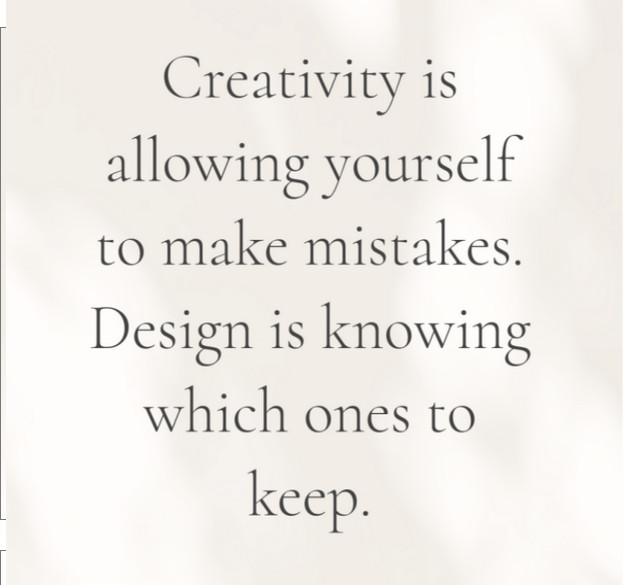 Creativity is
allowing yourself
to make mistakes.
Design is knowing
which ones to
keep.